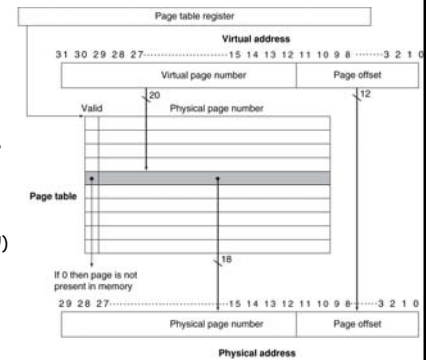 Page table register
Virtual address
31 30 29 28 27 15 14 13 12 11 10 9 8 3 2 1 0
Virtual page number Page offset
20 12
Valid Physical page number
Page table
18
If 0 then page is not
present in memory
29 28 27 15 14 13 12 11 10 9 8 3 2 1 0
Physical page number Page offset
Physical address